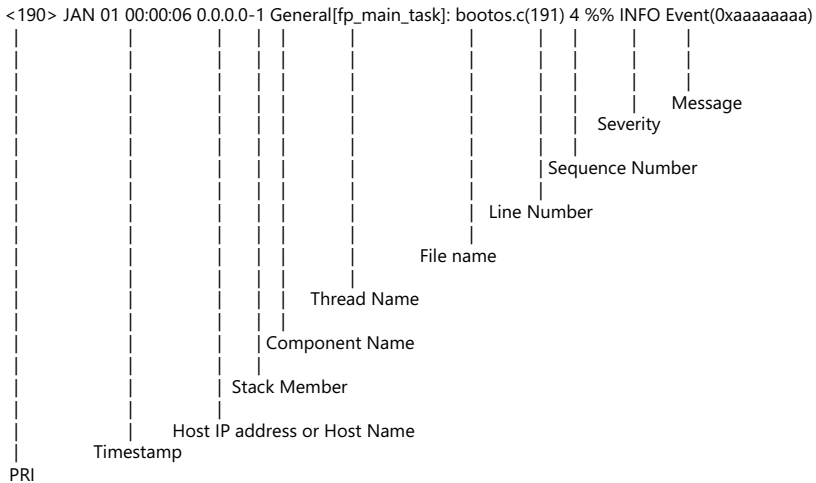 <190> JAN 01 00:00:06 0.0.0.0-1 General[fp_main_task]: bootos.c(191) 4 %% INFO Event(0xaaaaaaaa)
Message
Severity
Sequence Number
Line Number
File name
Thread Name
Component Name
Stack Member
Host IP address or Host Name
Timestamp
PRI